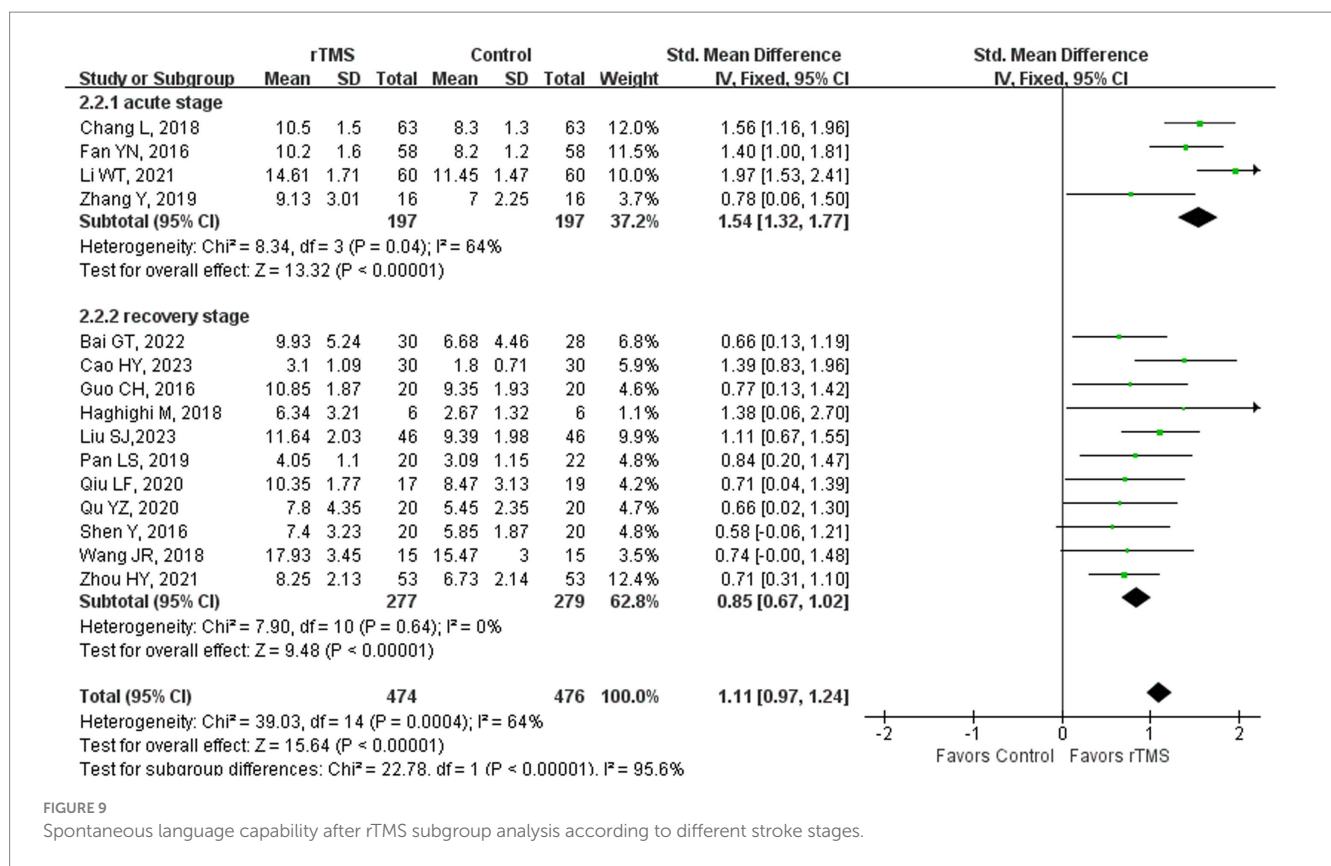 rTMS Control Std. Mean Difference Std. Mean Difference
Study or Subgroup Mean SD Total Mean SD Total Weight IV, Fixed, 95% CI IV, Fixed, 95% CI
2.2.1 acute stage
Chang L, 2018 10.5 1.5 63 8.3 1.3 63 12.0% 1.56 [1.16, 1.96]
Fan YN, 2016 10.2 1.6 58 8.2 1.2 58 11.5% 1.40 [1.00, 1.81]
Li WT, 2021 14.61 1.71 60 11.45 1.47 60 10.0% 1.97 [1.53, 2.41]
Zhang Y, 2019 9.13 3.01 16 7 2.25 16 3.7% 0.78 [0.06, 1.50]
Subtotal (95% CI) 197 197 37.2% 1.54 [1.32, 1.77]
Heterogeneity: Chi² = 8.34, df = 3 (P = 0.04); I² = 64%
Test for overall effect: Z = 13.32 (P < 0.00001)
2.2.2 recovery stage
Bai GT, 2022 9.93 5.24 30 6.68 4.46 28 6.8% 0.66 [0.13, 1.19]
Cao HY, 2023 3.1 1.09 30 1.8 0.71 30 5.9% 1.39 [0.83, 1.96]
Guo CH, 2016 10.85 1.87 20 9.35 1.93 20 4.6% 0.77 [0.13, 1.42]
Haghighi M, 2018 6.34 3.21 6 2.67 1.32 6 1.1% 1.38 [0.06, 2.70]
Liu SJ,2023 11.64 2.03 46 9.39 1.98 46 9.9% 1.11 [0.67, 1.55]
Pan LS, 2019 4.05 1.1 20 3.09 1.15 22 4.8% 0.84 [0.20, 1.47]
Qiu LF, 2020 10.35 1.77 17 8.47 3.13 19 4.2% 0.71 [0.04, 1.39]
Qu YZ, 2020 7.8 4.35 20 5.45 2.35 20 4.7% 0.66 [0.02, 1.30]
Shen Y, 2016 7.4 3.23 20 5.85 1.87 20 4.8% 0.58 [-0.06, 1.21]
Wang JR, 2018 17.93 3.45 15 15.47 3 15 3.5% 0.74 [-0.00, 1.48]
Zhou HY, 2021 8.25 2.13 53 6.73 2.14 53 12.4% 0.71 [0.31, 1.10]
Subtotal (95% CI) 277 279 62.8% 0.85 [0.67, 1.02]
Heterogeneity: Chi² = 7.90, df = 10 (P = 0.64); I² = 0%
Test for overall effect: Z = 9.48 (P < 0.00001)
Total (95% CI) 474 476 100.0% 1.11 [0.97, 1.24]
Heterogeneity: Chi² = 39.03, df = 14 (P = 0.0004); I² = 64%
Test for overall effect: Z = 15.64 (P < 0.00001)
Test for subgroup differences: Chi² = 22.78. df = 1 (P < 0.00001). I² = 95.6%
-2 -1 0 1 2
Favors Control Favors rTMS
FIGURE 9
Spontaneous language capability after rTMS subgroup analysis according to different stroke stages.